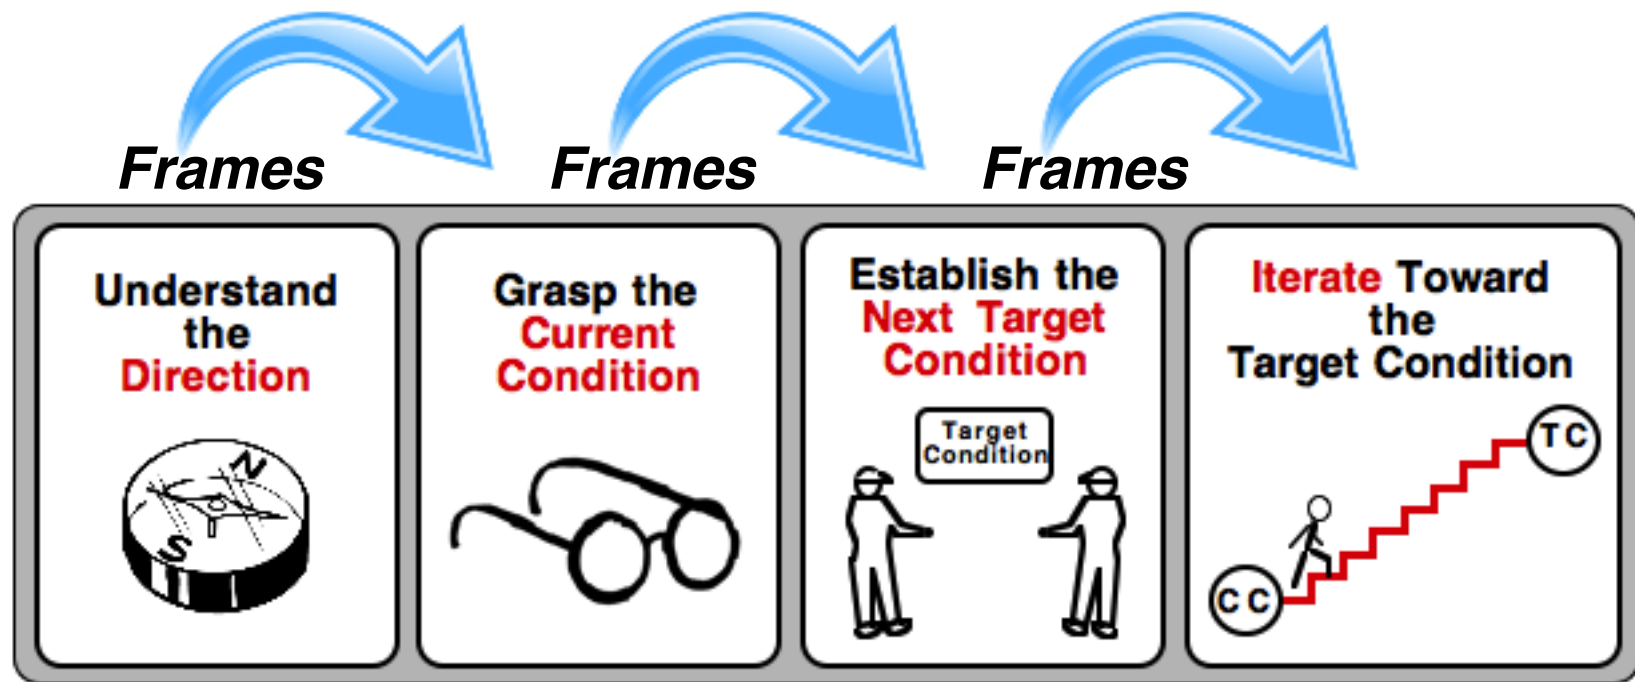 Frames Frames Frames
Understand
the
Direction
Grasp the
Current
Condition
Establish the
Next Target
Condition
Target
Condition
Iterate Toward
the
Target Condition
N
S
CC
TC